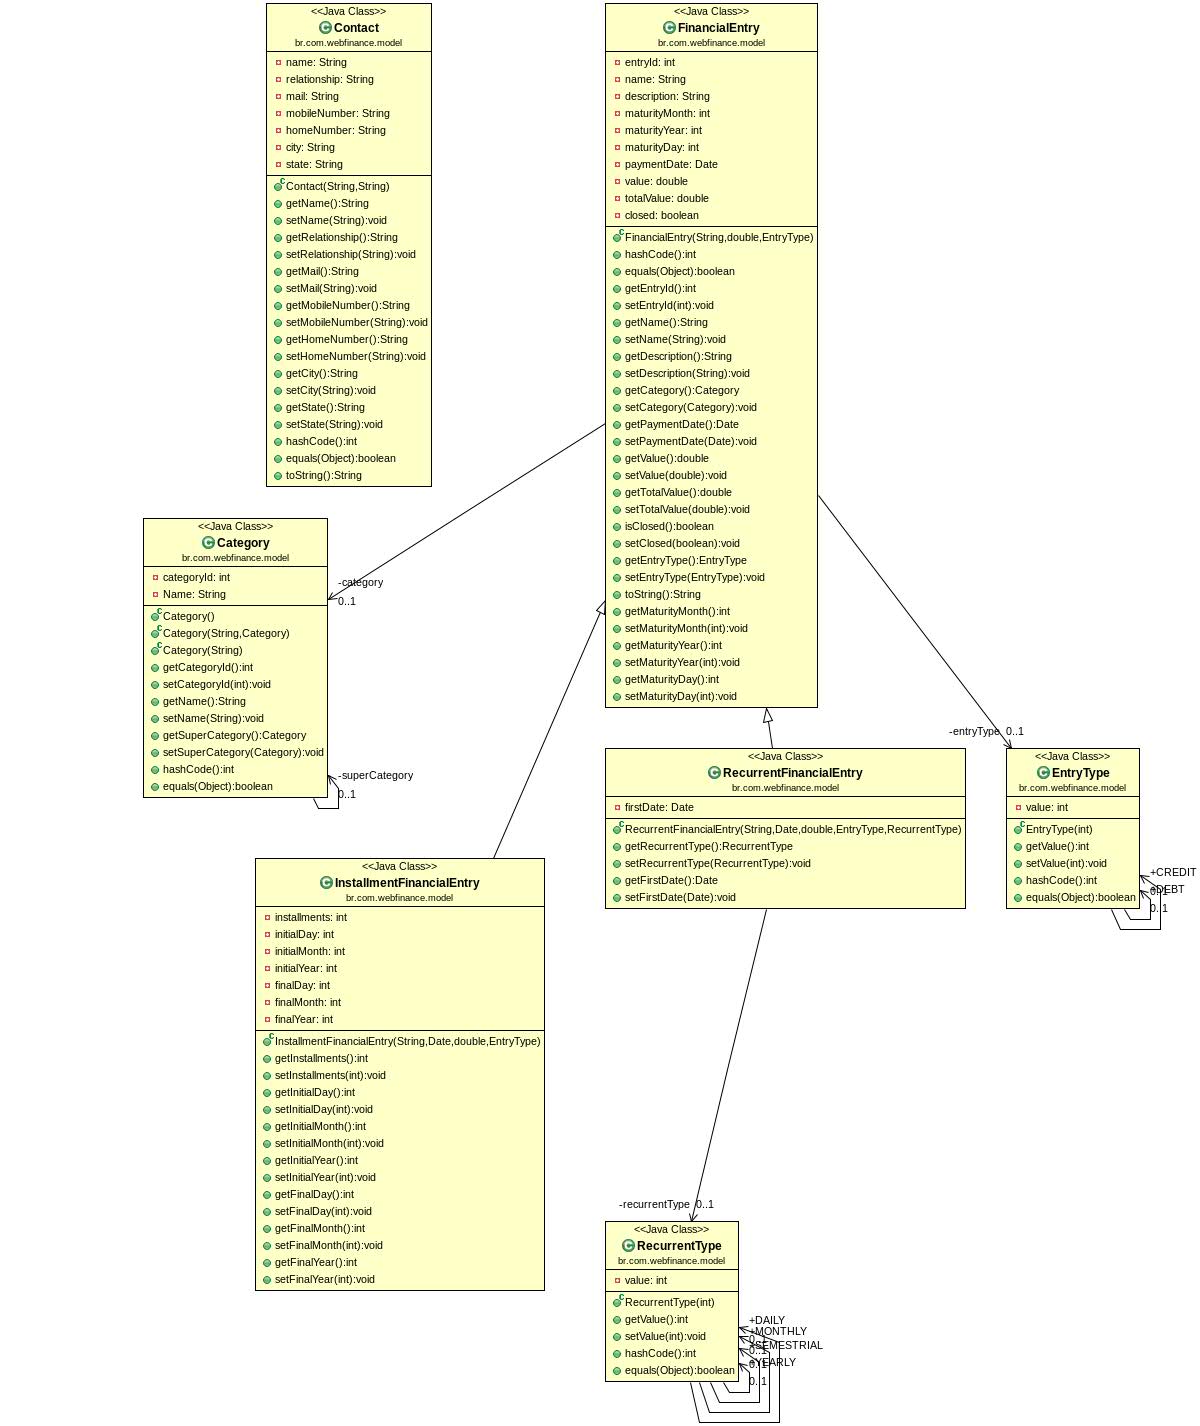 <<Java Class>>
Contact
br.com.webfinance.model
name: String
relationship: String
mail: String
mobileNumber: String
homeNumber: String
city: String
state: String
Contact(String,String)
getName():String
setName(String):void
getRelationship():String
setRelationship(String):void
getMail():String
setMail(String):void
getMobileNumber():String
setMobileNumber(String):void
getHomeNumber():String
setHomeNumber(String):void
getCity():String
setCity(String):void
getState():String
setState(String):void
hashCode():int
equals(Object):boolean
toString():String
<<Java Class>>
FinancialEntry
br.com.webfinance.model
entryId: int
name: String
description: String
maturityMonth: int
maturityYear: int
maturityDay: int
paymentDate: Date
value: double
totalValue: double
closed: boolean
FinancialEntry(String,double,EntryType)
hashCode():int
equals(Object):boolean
getEntryId():int
setEntryId(int):void
getName():String
setName(String):void
getDescription():String
setDescription(String):void
getCategory():Category
setCategory(Category):void
getPaymentDate():Date
setPaymentDate(Date):void
getValue():double
setValue(double):void
getTotalValue():double
setTotalValue(double):void
isClosed():boolean
setClosed(boolean):void
getEntryType():EntryType
setEntryType(EntryType):void
toString():String
getMaturityMonth():int
setMaturityMonth(int):void
getMaturityYear():int
setMaturityYear(int):void
getMaturityDay():int
setMaturityDay(int):void
<<Java Class>>
Category
br.com.webfinance.model
categoryId: int
Name: String
Category()
Category(String,Category)
Category(String)
getCategoryId():int
setCategoryId(int):void
getName():String
setName(String):void
getSuperCategory():Category
setSuperCategory(Category):void
hashCode():int
equals(Object):boolean
-category
0..1
-superCategory
0..1
-entryType 0..1
<<Java Class>>
RecurrentFinancialEntry
br.com.webfinance.model
firstDate: Date
RecurrentFinancialEntry(String,Date,double,EntryType,RecurrentType)
getRecurrentType():RecurrentType
setRecurrentType(RecurrentType):void
getFirstDate():Date
setFirstDate(Date):void
<<Java Class>>
EntryType
br.com.webfinance.model
value: int
EntryType(int)
getValue():int
setValue(int):void
hashCode():int
equals(Object):boolean
+CREDIT
+DEBT
0..1
0..1
<<Java Class>>
InstallmentFinancialEntry
br.com.webfinance.model
installments: int
initialDay: int
initialMonth: int
initialYear: int
finalDay: int
finalMonth: int
finalYear: int
InstallmentFinancialEntry(String,Date,double,EntryType)
getInstallments():int
setInstallments(int):void
getInitialDay():int
setInitialDay(int):void
getInitialMonth():int
setInitialMonth(int):void
getInitialYear():int
setInitialYear(int):void
getFinalDay():int
setFinalDay(int):void
getFinalMonth():int
setFinalMonth(int):void
getFinalYear():int
setFinalYear(int):void
-recurrentType 0..1
<<Java Class>>
RecurrentType
br.com.webfinance.model
value: int
RecurrentType(int)
getValue():int
setValue(int):void
hashCode():int
equals(Object):boolean
+DAILY
+MONTHLY
0..1
+SEMESTRIAL
0..1
+YEARLY
0..1
0..1